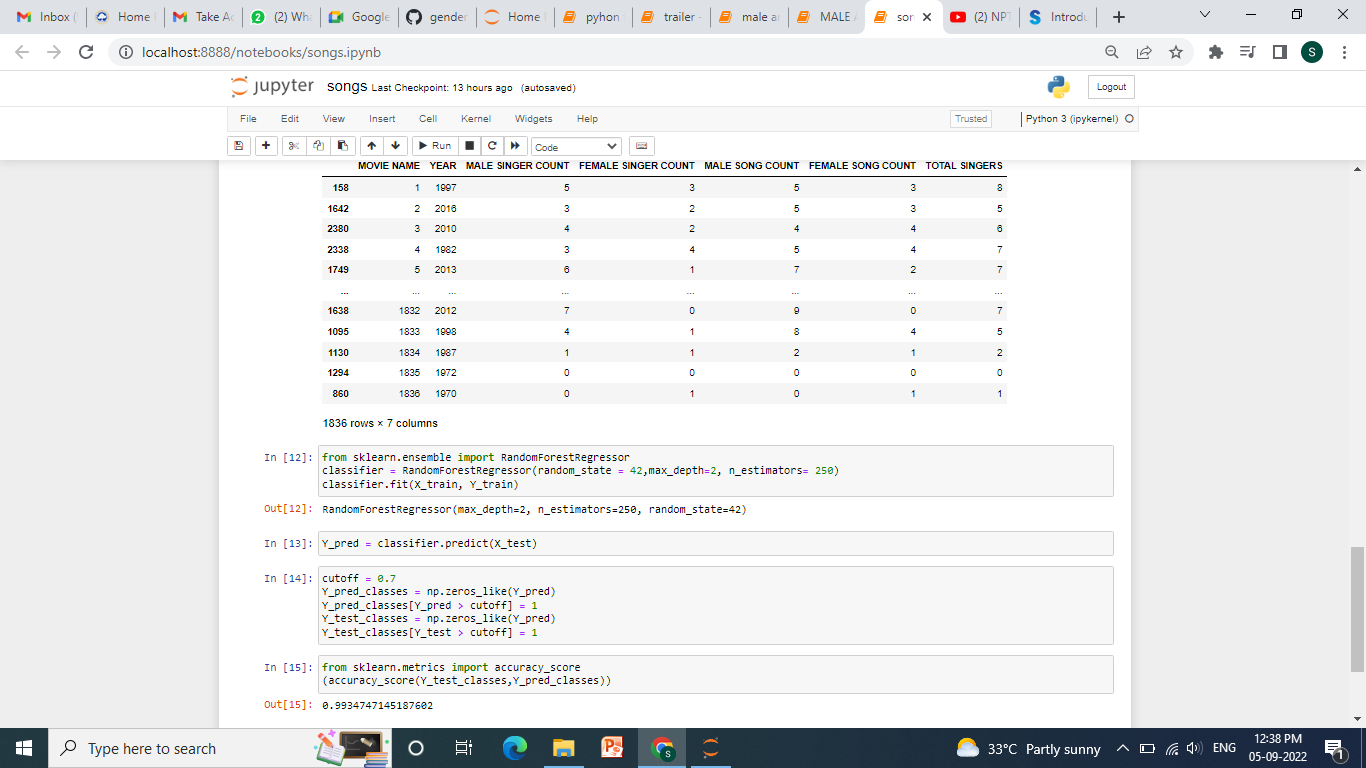 Inbox (
Home
Take Ac
(2) Wh
Google
gender
Home
pyhon
trailer -
male a
MALE A
son
(2) NPT
Introdu
localhost:8888/notebooks/songs.ipynb
S
jupyter songs Last Checkpoint: 13 hours ago (autosaved)
Logout
File Edit View Insert Cell Kernel Widgets Help
Trusted
Python 3 (ipykernel)
Run
Code
MOVIE NAME YEAR MALE SINGER COUNT FEMALE SINGER COUNT MALE SONG COUNT FEMALE SONG COUNT TOTAL SINGERS
158 1 1997 5 3 5 3 8
1642 2 2016 3 2 5 3 5
2380 3 2010 4 2 4 4 6
2338 4 1982 3 4 5 4 7
1749 5 2013 6 1 7 2 7
... ... ... ... ... ... ... ...
1638 1832 2012 7 0 9 0 7
1095 1833 1998 4 1 8 4 5
1130 1834 1987 1 1 2 1 2
1294 1835 1972 0 0 0 0 0
860 1836 1970 0 1 0 1 1
1836 rows × 7 columns
In [12]: from sklearn.ensemble import RandomForestRegressor
classifier = RandomForestRegressor(random_state = 42,max_depth=2, n_estimators= 250)
classifier.fit(X_train, Y_train)
Out[12]: RandomForestRegressor(max_depth=2, n_estimators=250, random_state=42)
In [13]: Y_pred = classifier.predict(X_test)
In [14]: cutoff = 0.7
Y_pred_classes = np.zeros_like(Y_pred)
Y_pred_classes[Y_pred > cutoff] = 1
Y_test_classes = np.zeros_like(Y_pred)
Y_test_classes[Y_test > cutoff] = 1
In [15]: from sklearn.metrics import accuracy_score
(accuracy_score(Y_test_classes,Y_pred_classes))
Out[15]: 0.9934747145187602
Type here to search
33°C Partly sunny
ENG
12:38 PM
05-09-2022
1